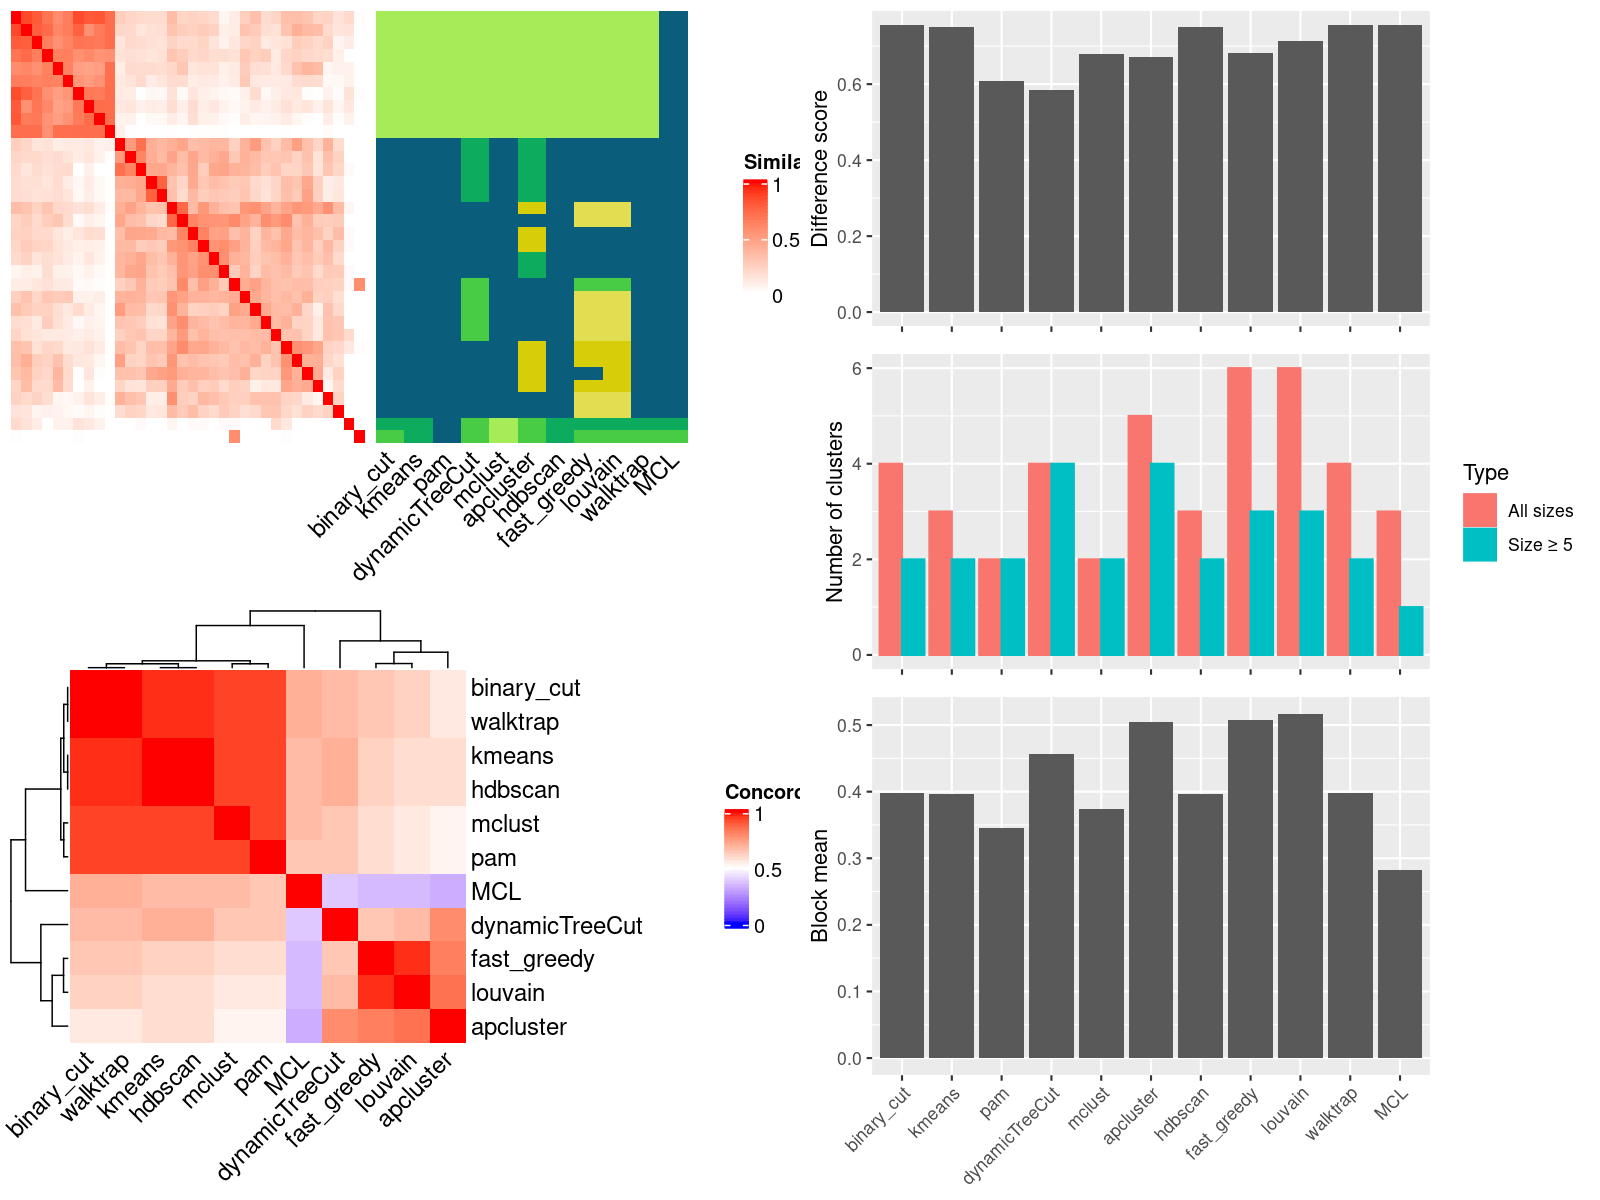 Simila
1
0.5
0
binary_cut
kmeans
pam
dynamicTreeCut
mclust
apcluster
hdbscan
fast_greedy
louvain
walktrap
MCL
binary_cut
walktrap
kmeans
hdbscan
mclust
pam
MCL
dynamicTreeCut
fast_greedy
louvain
apcluster
binary_cut
walktrap
kmeans
hdbscan
mclust
pam
MCL
dynamicTreeCut
fast_greedy
louvain
apcluster
Concord
1
0.5
0
Difference score
0.6
0.4
0.2
0.0
Number of clusters
6
4
2
0
Type
All sizes
Size ≥ 5
Block mean
0.5
0.4
0.3
0.2
0.1
0.0
binary_cut
kmeans
pam
dynamicTreeCut
mclust
apcluster
hdbscan
fast_greedy
louvain
walktrap
MCL